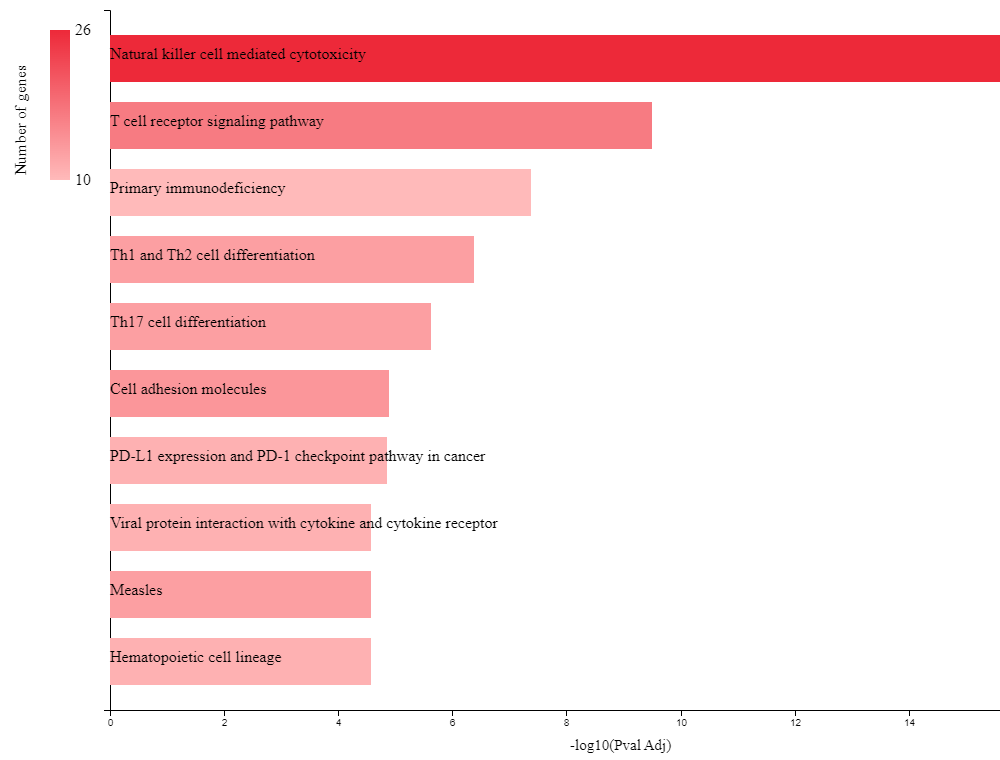 26
Number of genes
10
Natural killer cell mediated cytotoxicity
T cell receptor signaling pathway
Primary immunodeficiency
Th1 and Th2 cell differentiation
Th17 cell differentiation
Cell adhesion molecules
PD-L1 expression and PD-1 checkpoint pathway in cancer
Viral protein interaction with cytokine and cytokine receptor
Measles
Hematopoietic cell lineage
0 2 4 6 8 10 12 14
-log10(Pval Adj)